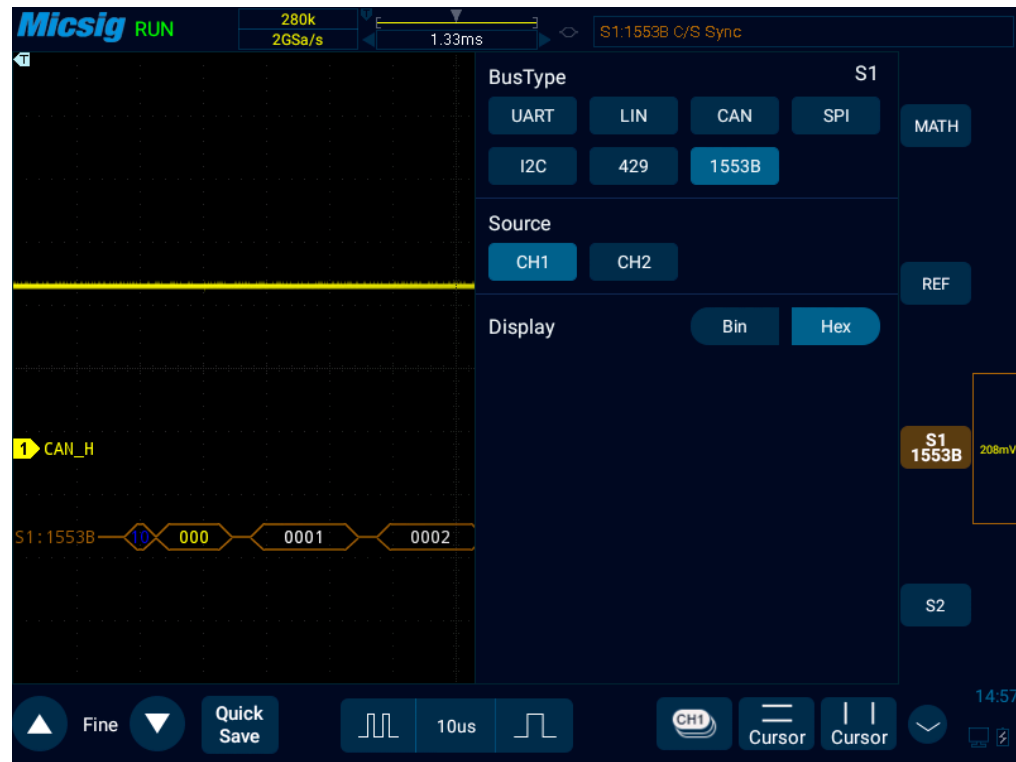 Micsig RUN 280k 2GSa/s 1.33ms S1:1553B C/S Sync
T
BusType S1
UART LIN CAN SPI MATH
I2C 429 1553B
Source
CH1 CH2
REF
Display Bin Hex
1 CAN_H
S1 1553B
208mV
S1:1553B 10 000 0001 0002
S2
14:57
Fine
Quick Save
10us
CH1
Cursor
Cursor